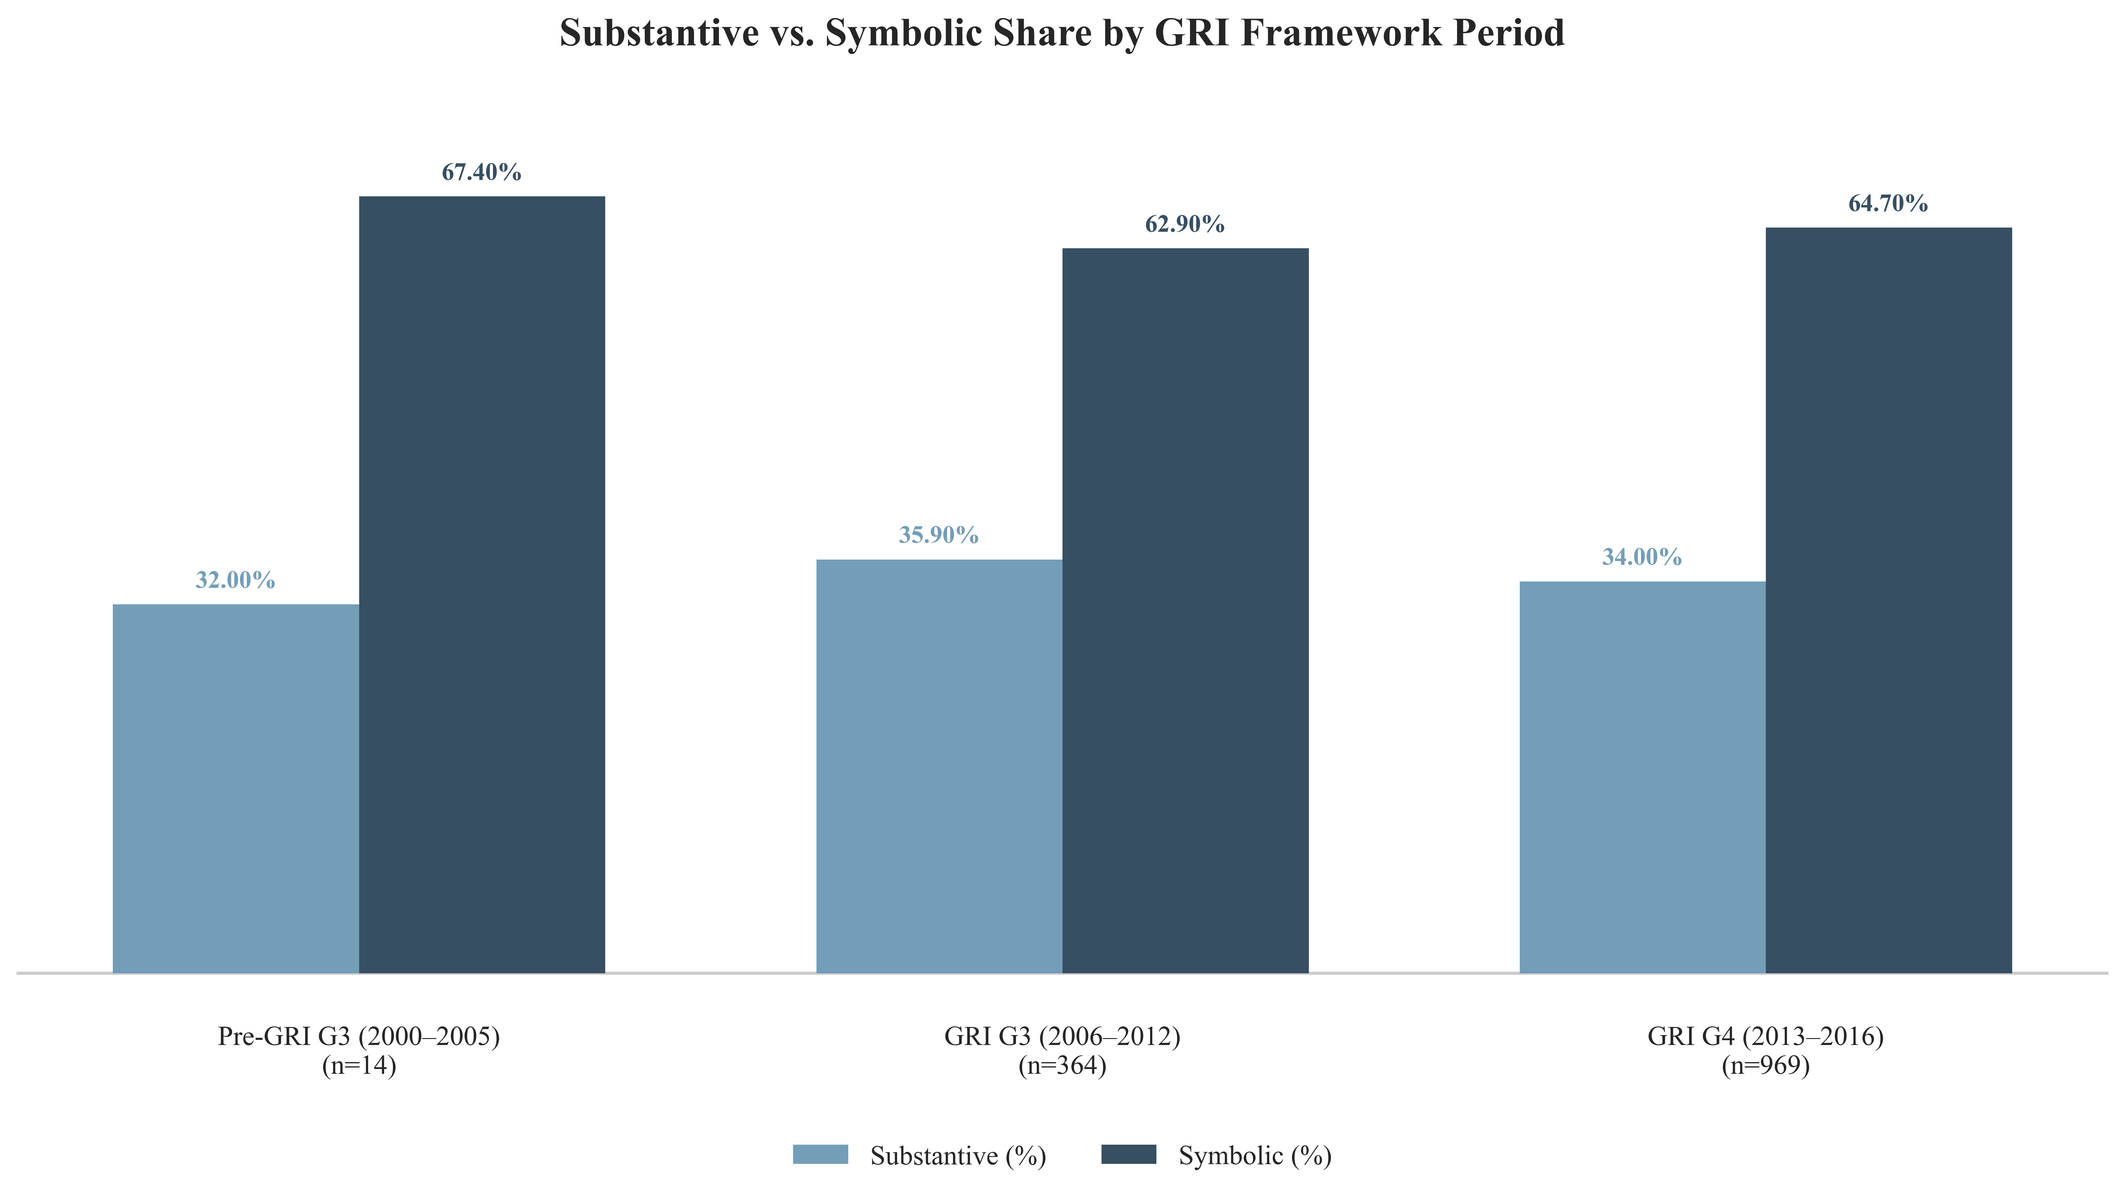 Substantive vs. Symbolic Share by GRI Framework Period
67.40%
62.90%
64.70%
35.90%
34.00%
32.00%
Pre-GRI G3 (2000–2005)
(n=14)
GRI G3 (2006–2012)
(n=364)
GRI G4 (2013–2016)
(n=969)
Substantive (%)
Symbolic (%)